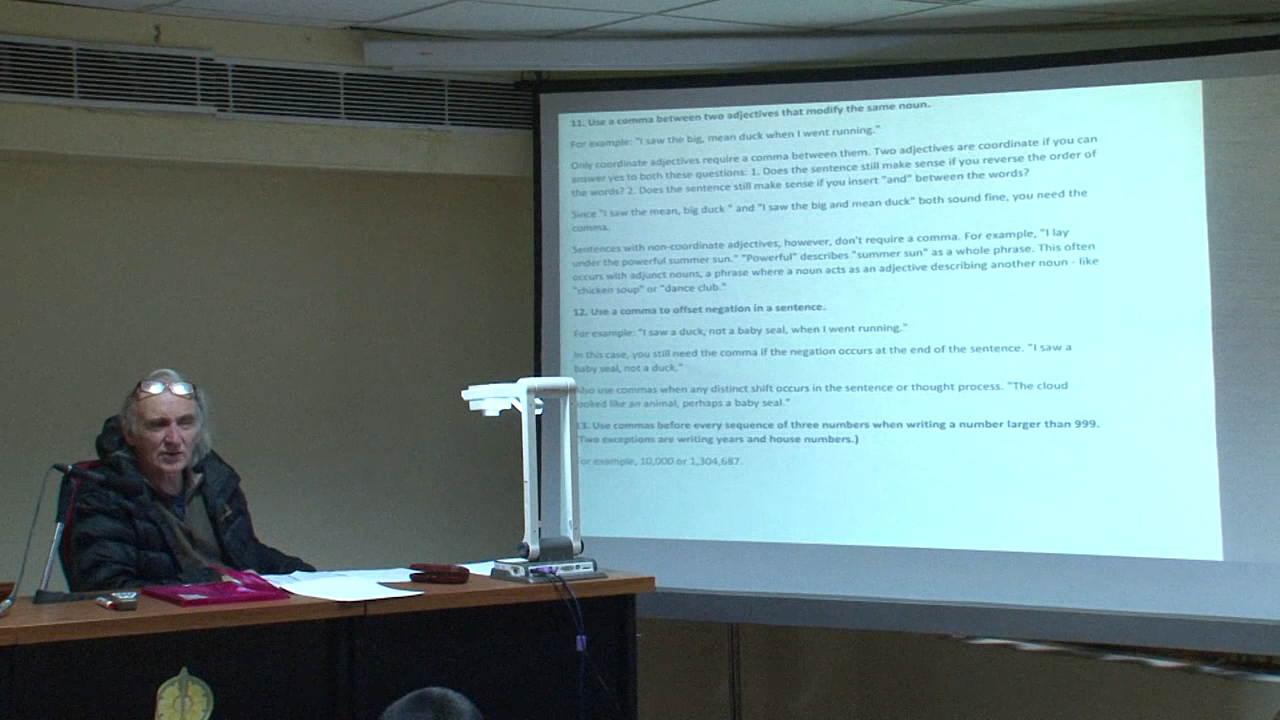 11. Use a comma between two adjectives that modify the same noun.
For example: "I saw the big, mean duck when I went running."
Only coordinate adjectives require a comma between them. Two adjectives are coordinate if you can
answer yes to both these questions: 1. Does the sentence still make sense if you reverse the order of
the words? 2. Does the sentence still make sense if you insert "and" between the words?
Since "I saw the mean, big duck " and "I saw the big and mean duck" both sound fine, you need the
comma.
Sentences with non-coordinate adjectives, however, don't require a comma. For example, "I lay
under the powerful summer sun." "Powerful" describes "summer sun" as a whole phrase. This often
occurs with adjunct nouns, a phrase where a noun acts as an adjective describing another noun - like
"chicken soup" or "dance club."
12. Use a comma to offset negation in a sentence.
For example: "I saw a duck, not a baby seal, when I went running."
In this case, you still need the comma if the negation occurs at the end of the sentence. "I saw a
baby seal, not a duck."
Also use commas when any distinct shift occurs in the sentence or thought process. "The cloud
looked like an animal, perhaps a baby seal."
13. Use commas before every sequence of three numbers when writing a number larger than 999.
(Two exceptions are writing years and house numbers.)
For example, 10,000 or 1,304,687.